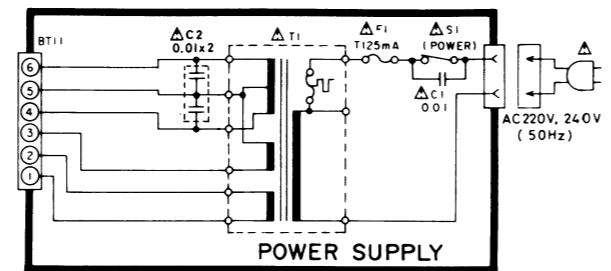 BT11
C2
0.01x2
T1
F1
T125mA
S1
(POWER)
C1
0.01
6
5
4
3
2
1
AC220V, 240V
(50Hz)
POWER SUPPLY